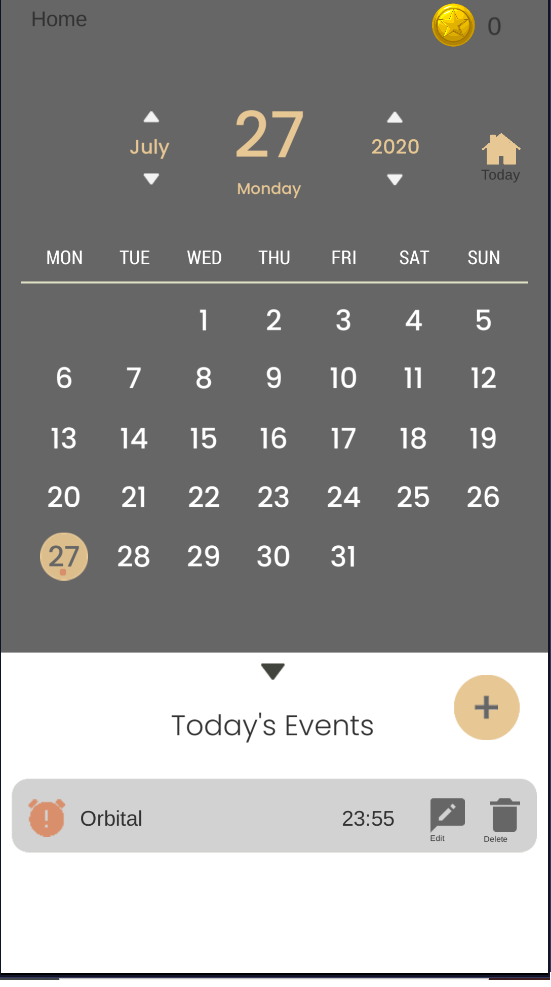 Home 0
27
July 2020
Today
Monday
MON TUE WED THU FRI SAT SUN
1 2 3 4 5
6 7 8 9 10 11 12
13 14 15 16 17 18 19
20 21 22 23 24 25 26
27 28 29 30 31
+
Today's Events
! Orbital 23:55
Edit Delete